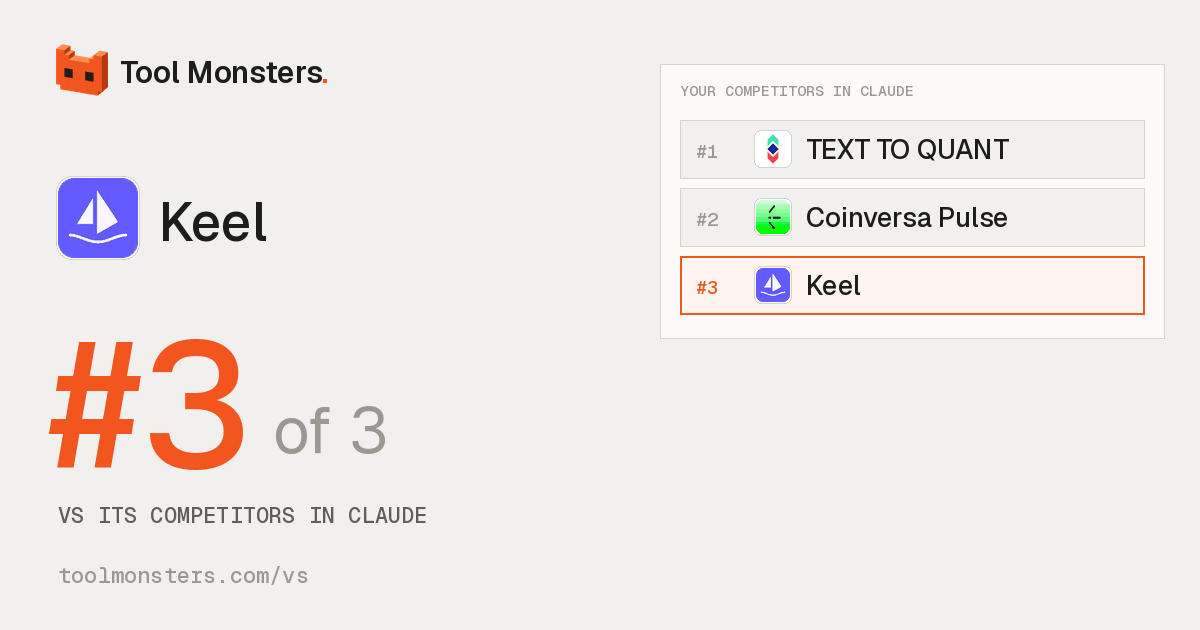 Tool Monsters.
Keel
#3 of 3
VS ITS COMPETITORS IN CLAUDE
toolmonsters.com/vs
YOUR COMPETITORS IN CLAUDE
#1 TEXT TO QUANT
#2 Coinversa Pulse
#3 Keel